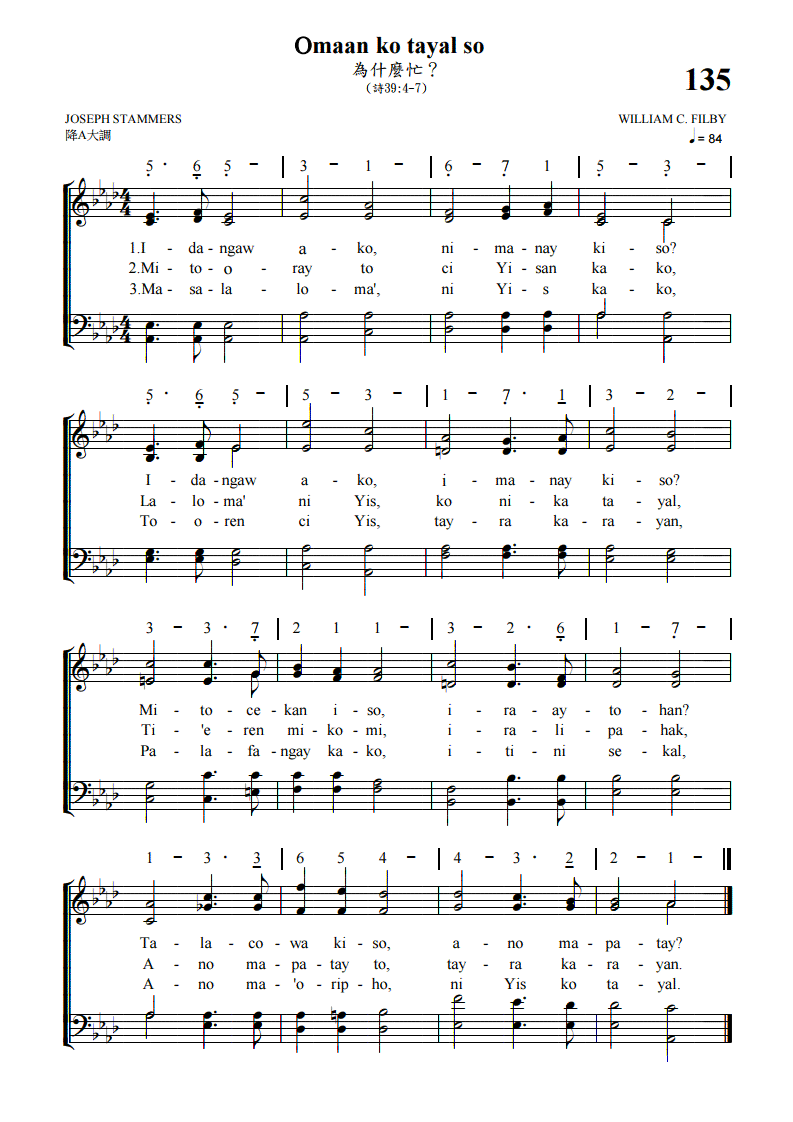 Omaan ko tayal so
為什麼忙？
(詩39:4-7)
135
JOSEPH STAMMERS
WILLIAM C. FILBY
降A大調
♩= 84
5 · 6 5 - | 3 - 1 - | 6 - 7 1 | 5 - 3 - |
1.I - da - ngaw a - ko, ni - ma - nay ki - so?
2.Mi - to - o - ray to ci Yi - san ka - ko,
3.Ma - sa - la - lo - ma', ni Yi - s ka - ko,
5 · 6 5 - | 5 - 3 - | 1 - 7 · 1 | 3 - 2 - |
I - da - ngaw a - ko, i - ma - nay ki - so?
La - lo - ma' ni Yis, ko ni - ka ta - yal,
To - o - ren ci Yis, tay - ra ka - ra - yan,
3 - 3 · 7 | 2 1 1 - | 3 - 2 · 6 | 1 - 7 - |
Mi - to - ce - kan i - so, i - ra - ay - to - han?
Ti - 'e - ren mi - ko - mi, i - ra - li - pa - hak,
Pa - la - fa - ngay ka - ko, i - ti - ni se - kal,
1 - 3 · 3 | 6 5 4 - | 4 - 3 · 2 | 2 - 1 - ||
Ta - la - co - wa ki - so, a - no ma - pa - tay?
A - no ma - pa - tay to, tay - ra ka - ra - yan.
A - no ma - 'o - rip - ho, ni Yis ko ta - yal.